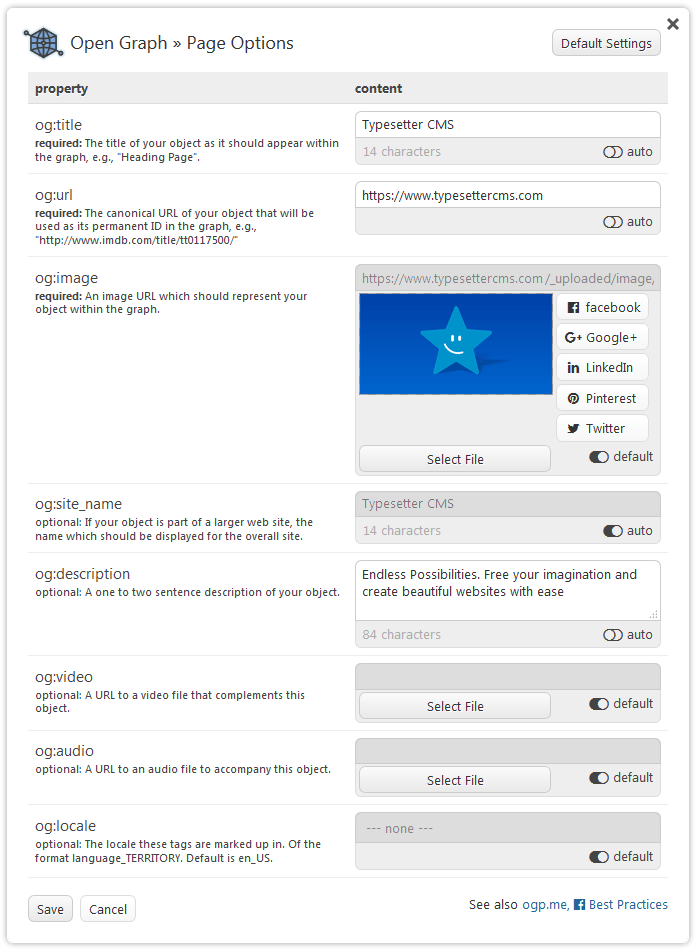 Open Graph » Page Options
Default Settings
property content
og:title
required: The title of your object as it should appear within
the graph, e.g., "Heading Page".
Typesetter CMS
14 characters
auto
og:url
required: The canonical URL of your object that will be
used as its permanent ID in the graph, e.g.,
"http://www.imdb.com/title/tt0117500/"
https://www.typesettercms.com
auto
og:image
required: An image URL which should represent your
object within the graph.
https://www.typesettercms.com /_uploaded/image,
facebook
Google+
LinkedIn
Pinterest
Twitter
Select File
default
og:site_name
optional: If your object is part of a larger web site, the
name which should be displayed for the overall site.
Typesetter CMS
14 characters
auto
og:description
optional: A one to two sentence description of your object.
Endless Possibilities. Free your imagination and
create beautiful websites with ease
84 characters
auto
og:video
optional: A URL to a video file that complements this
object.
Select File
default
og:audio
optional: A URL to an audio file to accompany this object.
Select File
default
og:locale
optional: The locale these tags are marked up in. Of the
format language_TERRITORY. Default is en_US.
--- none ---
default
Save
Cancel
See also ogp.me, Best Practices